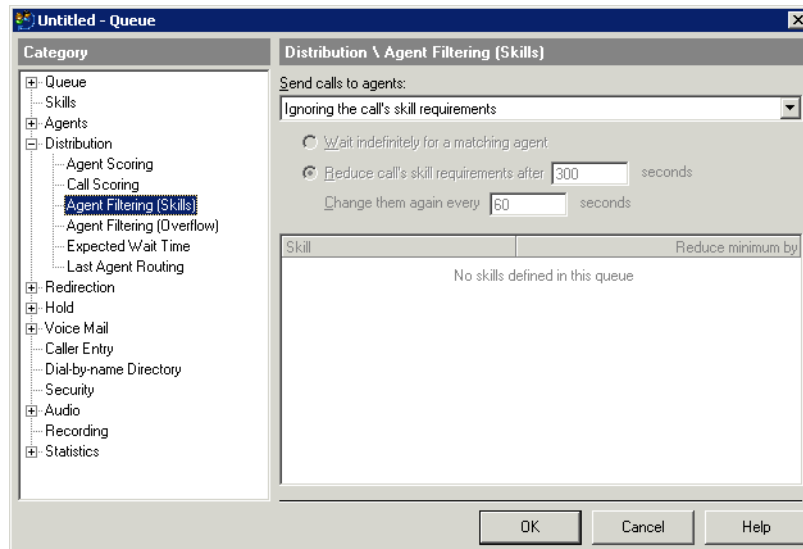 Untitled - Queue
Category
Queue
Skills
Agents
Distribution
Agent Scoring
Call Scoring
Agent Filtering (Skills)
Agent Filtering (Overflow)
Expected Wait Time
Last Agent Routing
Redirection
Hold
Voice Mail
Caller Entry
Dial-by-name Directory
Security
Audio
Recording
Statistics
Distribution \ Agent Filtering (Skills)
Send calls to agents:
Ignoring the call's skill requirements
Wait indefinitely for a matching agent
Reduce call's skill requirements after 300 seconds
Change them again every 60 seconds
Skill Reduce minimum by
No skills defined in this queue
OK Cancel Help